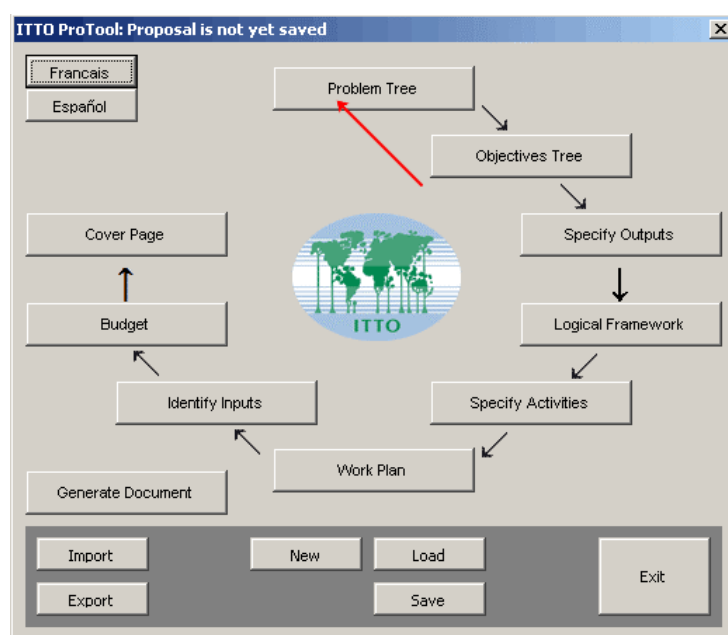 ITTO ProTool: Proposal is not yet saved
Francais
Español
Problem Tree
Objectives Tree
Cover Page
Specify Outputs
ITTO
Budget
Logical Framework
Identify Inputs
Specify Activities
Work Plan
Generate Document
Import
New
Load
Exit
Export
Save